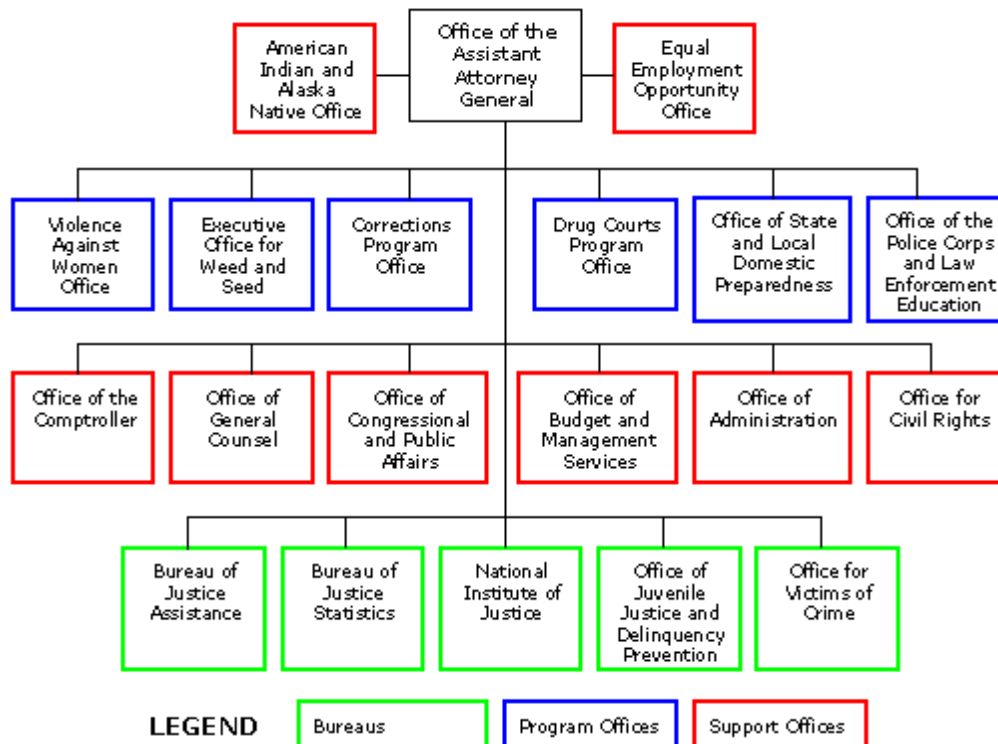 American
Indian and
Alaska
Native Office
Office of the
Assistant
Attorney
General
Equal
Employment
Opportunity
Office
Violence
Against
Women
Office
Executive
Office for
Weed and
Seed
Corrections
Program
Office
Drug Courts
Program
Office
Office of State
and Local
Domestic
Preparedness
Office of the
Police Corps
and Law
Enforcement
Education
Office of the
Comptroller
Office of
General
Counsel
Office of
Congressional
and Public
Affairs
Office of
Budget and
Management
Services
Office of
Administration
Office for
Civil Rights
Bureau of
Justice
Assistance
Bureau of
Justice
Statistics
National
Institute of
Justice
Office of
Juvenile
Justice and
Delinquency
Prevention
Office for
Victims of
Crime
LEGEND
Bureaus
Program Offices
Support Offices